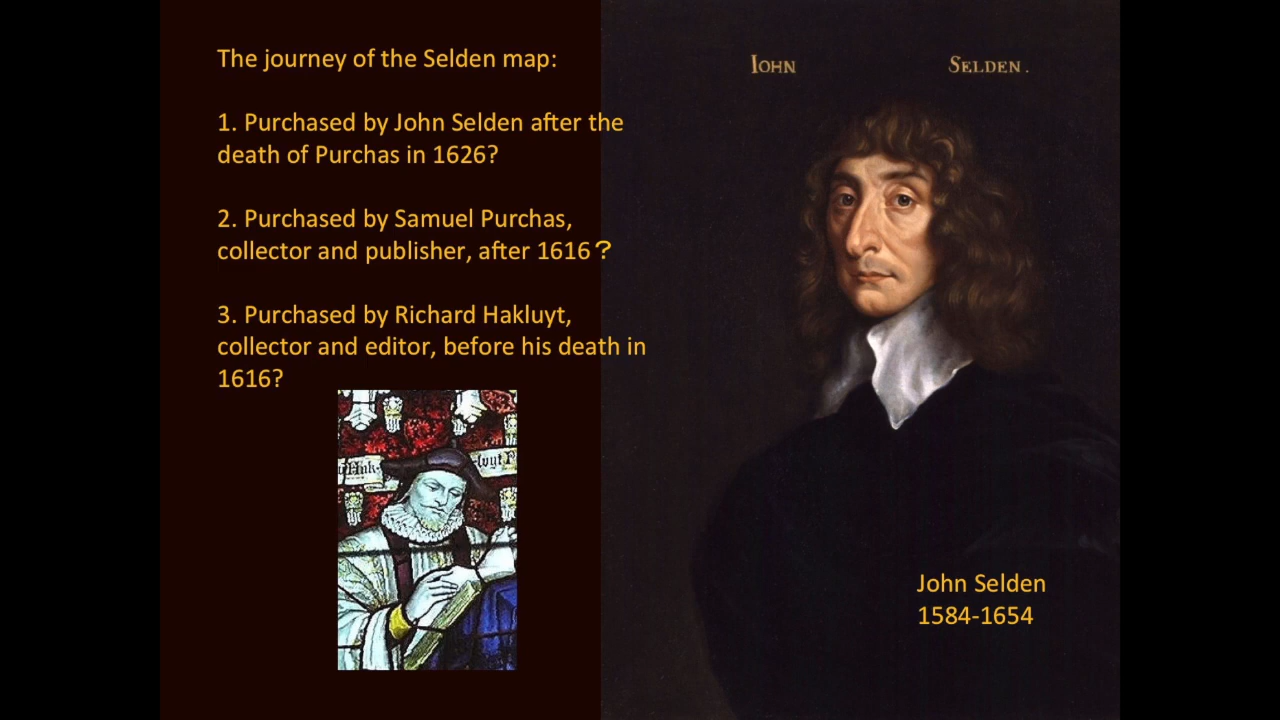 The journey of the Selden map:
1. Purchased by John Selden after the
death of Purchas in 1626?
2. Purchased by Samuel Purchas,
collector and publisher, after 1616？
3. Purchased by Richard Hakluyt,
collector and editor, before his death in
1616?
IOHN SELDEN.
John Selden
1584-1654